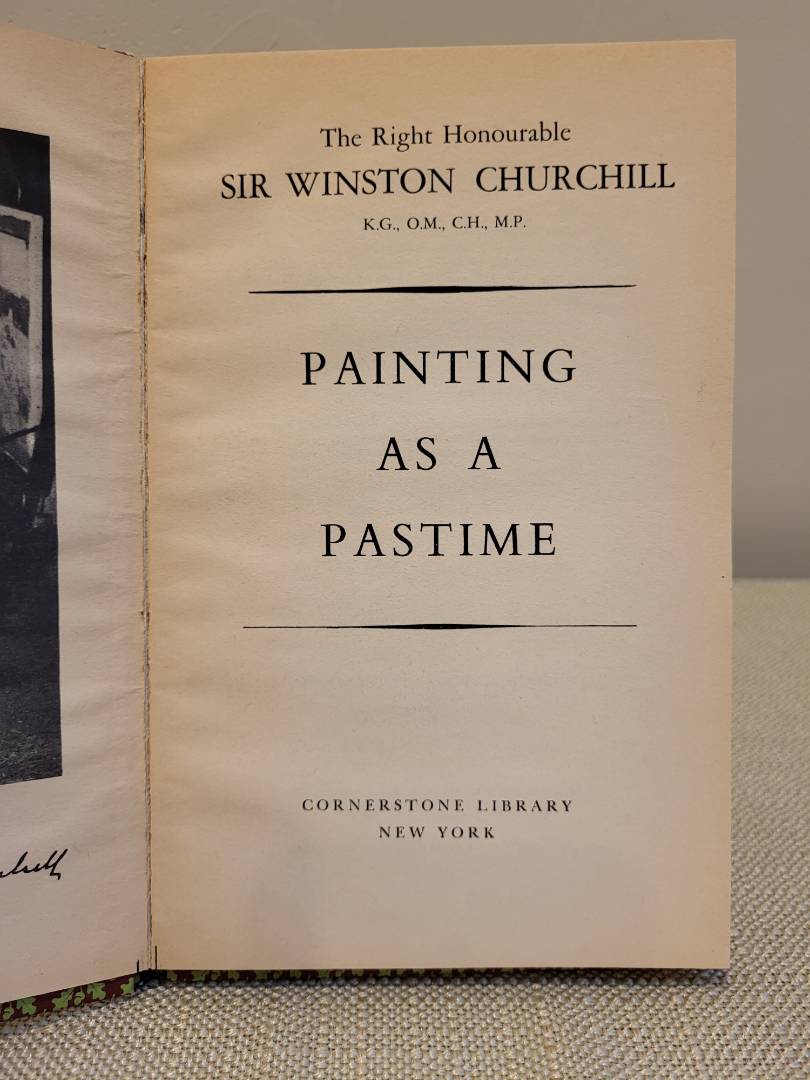 The Right Honourable
SIR WINSTON CHURCHILL
K.G., O.M., C.H., M.P.
PAINTING
AS A
PASTIME
CORNERSTONE LIBRARY
NEW YORK